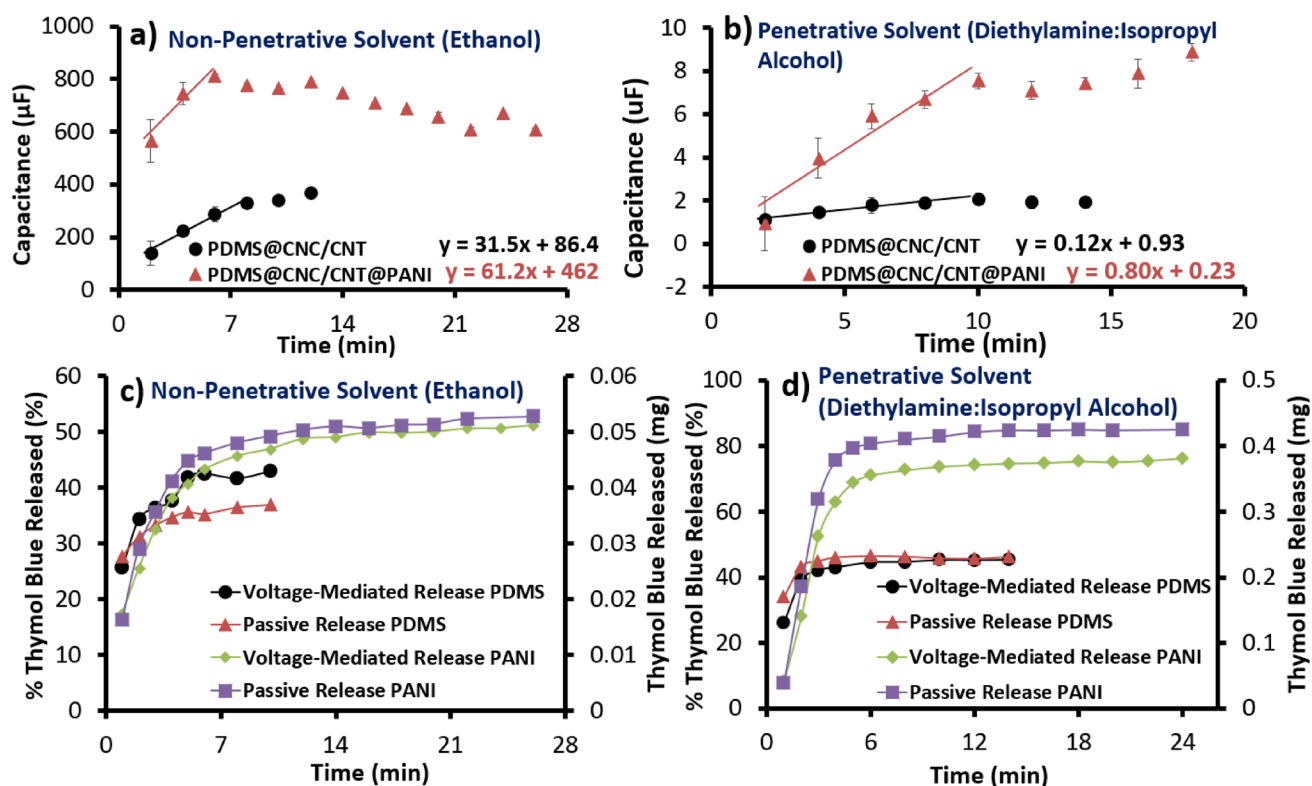 a) Non-Penetrative Solvent (Ethanol)
Capacitance (µF)
1000
800
600
400
200
0
PDMS@CNC/CNT
y = 31.5x + 86.4
PDMS@CNC/CNT@PANI
y = 61.2x + 462
0 7 14 21 28
Time (min)
b) Penetrative Solvent (Diethylamine:Isopropyl
Alcohol)
Capacitance (uF)
10
8
6
4
2
0
-2
PDMS@CNC/CNT
y = 0.12x + 0.93
PDMS@CNC/CNT@PANI
y = 0.80x + 0.23
0 5 10 15 20
Time (min)
c) Non-Penetrative Solvent (Ethanol)
% Thymol Blue Released (%)
60
50
40
30
20
10
0
Voltage-Mediated Release PDMS
Passive Release PDMS
Voltage-Mediated Release PANI
Passive Release PANI
0.06
0.05
0.04
0.03
0.02
0.01
0
Thymol Blue Released (mg)
0 7 14 21 28
Time (min)
d) Penetrative Solvent
(Diethylamine:Isopropyl Alcohol)
% Thymol Blue Released (%)
100
80
60
40
20
0
Voltage-Mediated Release PDMS
Passive Release PDMS
Voltage-Mediated Release PANI
Passive Release PANI
0.5
0.4
0.3
0.2
0.1
0
Thymol Blue Released (mg)
0 6 12 18 24
Time (min)